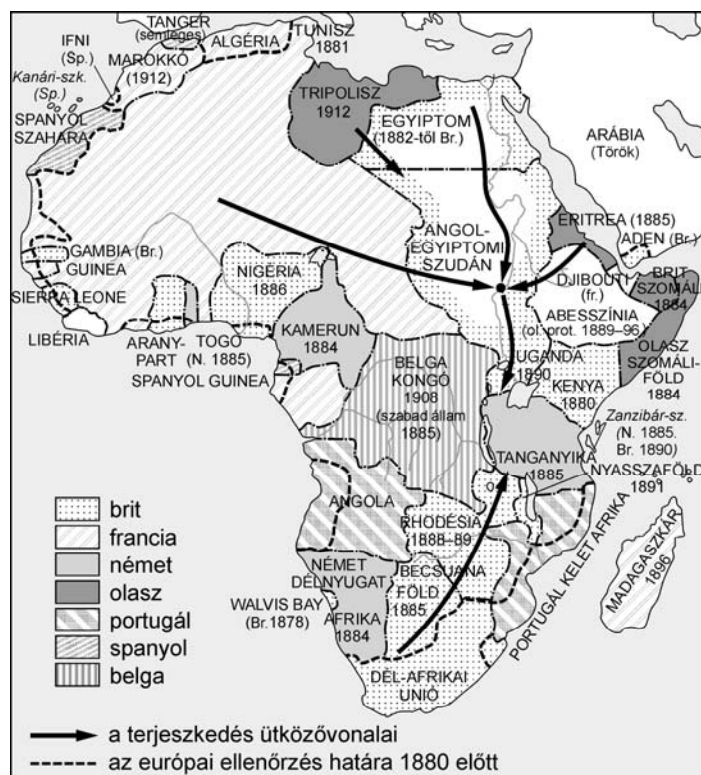 TANGER
(semleges)
TUNISZ
1881
IFNI
(Sp.)
ALGÉRIA
MAROKKÓ
(1912)
Kanári-szk.
(Sp.)
SPANYOL
SZAHARA
TRIPOLISZ
1912
EGYIPTOM
(1882-től Br.)
ARÁBIA
(Török)
ANGOL-
EGYIPTOMI
SZUDÁN
ERITREA (1885)
ADEN (Br.)
GAMBIA (Br.)
GUINEA
SIERRA LEONE
LIBÉRIA
NIGÉRIA
1886
DJIBOUTI
(fr.)
BRIT
SZOMÁLI
1884
ABESSZÍNIA
(ol. prot. 1889–96)
ARANY-
PART
TOGO
(N. 1885)
KAMERUN
1884
SPANYOL GUINEA
BELGA
KONGÓ
1908
(szabad állam
1885)
UGANDA
1890
KENYA
1880
OLASZ
SZOMÁLI-
FÖLD
1884
Zanzibár-sz.
(N. 1885.
Br. 1890)
TANGANYIKA
1885
NYASSZAFÖLD
1891
ANGOLA
RHODÉSIA
1888–89
PORTUGÁL KELET AFRIKA
MADAGASZKÁR
1896
NÉMET
DÉLNYUGAT
AFRIKA
1884
BECSUANA
FÖLD
1885
WALVIS BAY
(Br. 1878)
DÉL-AFRIKAI
UNIÓ
brit
francia
német
olasz
portugál
spanyol
belga
a terjeszkedés ütközővonalai
az európai ellenőrzés határa 1880 előtt